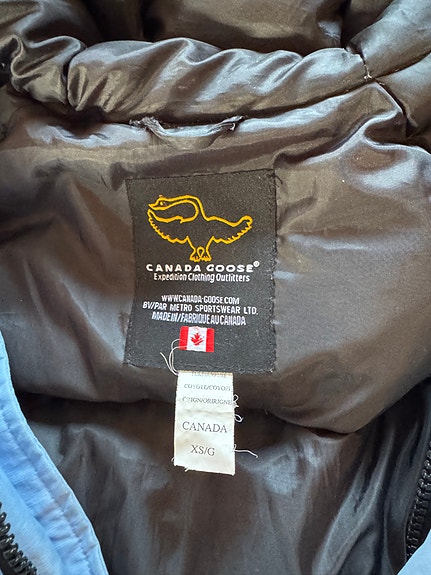 CANADA GOOSE®
Expedition Clothing Outfitters
WWW.CANADA-GOOSE.COM
BY/PAR METRO SPORTSWEAR LTD.
MADE IN/FABRIQUE AU CANADA
CANADA
XS/G